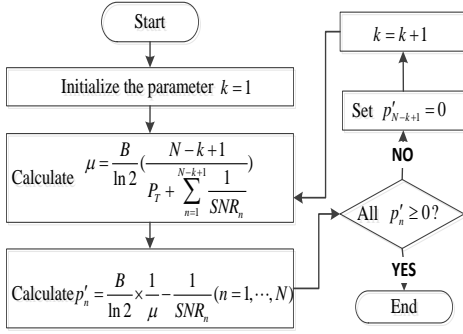 Start
Initialize the parameter k = 1
Calculate μ = B/ln 2 ( (N−k+1) / (P_T + ∑_{n=1}^{N−k+1} 1/SNR_n) )
Calculate p′_n = B/ln 2 × 1/μ − 1/SNR_n (n = 1,⋯,N)
All p′_n ≥ 0?
NO
Set p′_{N−k+1} = 0
k = k+1
YES
End